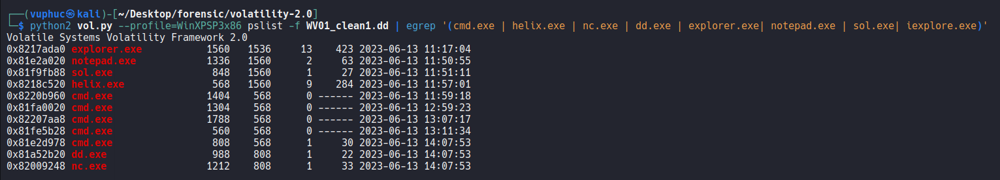 ┌──(vuphuc㉿kali)-[~/Desktop/forensic/volatility-2.0]
└─$ python2 vol.py --profile=WinXPSP3x86 pslist -f WV01_clean1.dd | egrep '(cmd.exe | helix.exe | nc.exe | dd.exe | explorer.exe| notepad.exe | sol.exe| iexplore.exe)'
Volatile Systems Volatility Framework 2.0
0x8217ada0 explorer.exe 1560 1536 13 423 2023-06-13 11:17:04
0x81e2a020 notepad.exe 1336 1560 2 63 2023-06-13 11:50:55
0x81f9fb88 sol.exe 848 1560 1 27 2023-06-13 11:51:11
0x8218c520 helix.exe 568 1560 9 284 2023-06-13 11:57:01
0x8220b960 cmd.exe 1404 568 0 ------ 2023-06-13 11:59:18
0x81fa0020 cmd.exe 1304 568 0 ------ 2023-06-13 12:59:23
0x82207aa8 cmd.exe 1788 568 0 ------ 2023-06-13 13:07:17
0x81fe5b28 cmd.exe 560 568 0 ------ 2023-06-13 13:11:34
0x81e2d978 cmd.exe 808 568 1 30 2023-06-13 14:07:53
0x81a52b20 dd.exe 988 808 1 22 2023-06-13 14:07:53
0x82009248 nc.exe 1212 808 1 33 2023-06-13 14:07:53